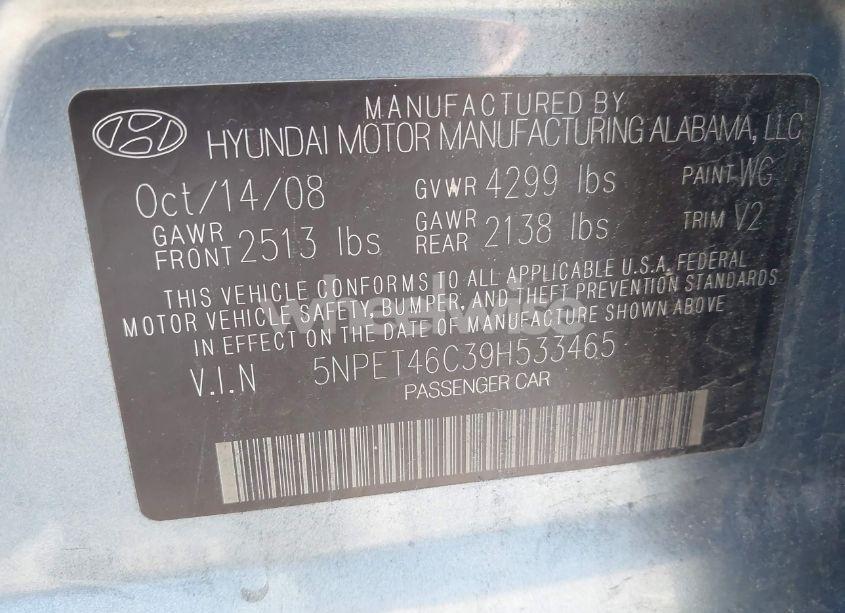 MANUFACTURED BY
HYUNDAI MOTOR MANUFACTURING ALABAMA, LLC
Oct/14/08 GVWR 4299 lbs PAINT WG
GAWR FRONT 2513 lbs GAWR REAR 2138 lbs TRIM V2
THIS VEHICLE CONFORMS TO ALL APPLICABLE U.S.A. FEDERAL
MOTOR VEHICLE SAFETY, BUMPER, AND THEFT PREVENTION STANDARDS
IN EFFECT ON THE DATE OF MANUFACTURE SHOWN ABOVE
V.I.N 5NPET46C39H533465
PASSENGER CAR